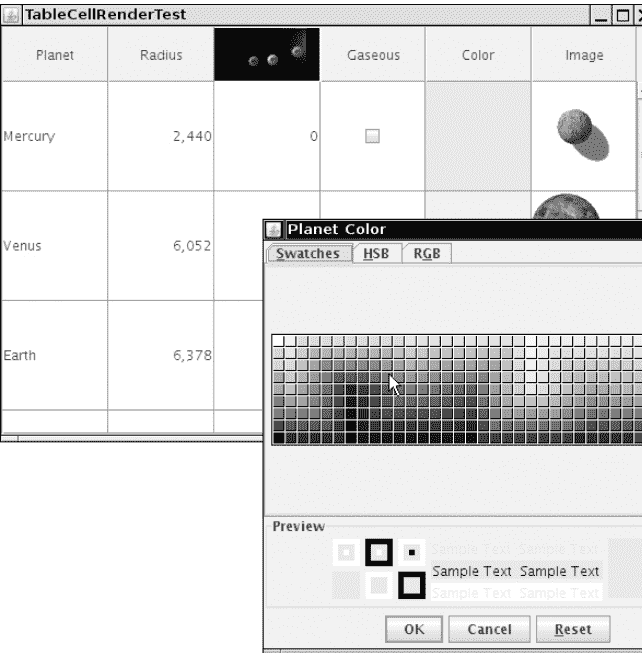 TableCellRenderTest
Planet Radius Gaseous Color Image
Mercury 2,440 0
Venus 6,052
Planet Color
Swatches HSB RGB
Earth 6,378
Preview
Sample Text Sample Text
Sample Text Sample Text
Sample Text Sample Text
OK Cancel Reset